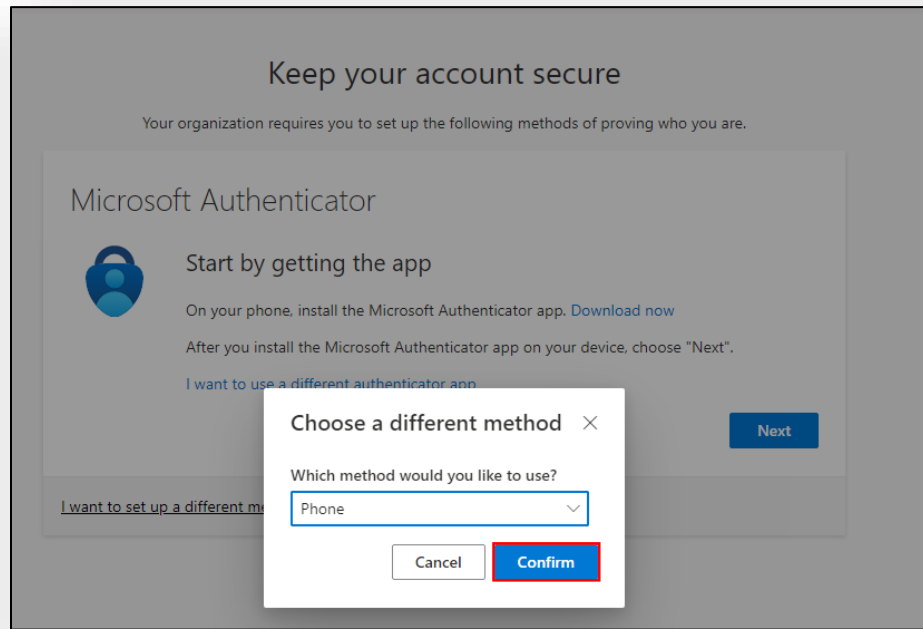 Keep your account secure
Your organization requires you to set up the following methods of proving who you are.
Microsoft Authenticator
Start by getting the app
On your phone, install the Microsoft Authenticator app. Download now
After you install the Microsoft Authenticator app on your device, choose "Next".
I want to use a different authenticator app
Choose a different method
Next
Which method would you like to use?
I want to set up a different
Phone
Cancel
Confirm